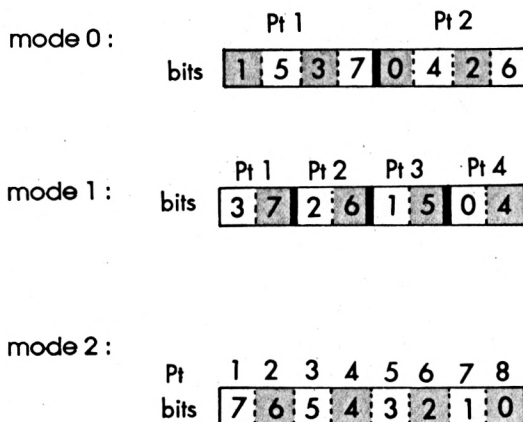 Pt 1 Pt 2
mode 0 :
bits 1 5 3 7 0 4 2 6
Pt 1 Pt 2 Pt 3 Pt 4
mode 1 :
bits 3 7 2 6 1 5 0 4
mode 2 :
Pt 1 2 3 4 5 6 7 8
bits 7 6 5 4 3 2 1 0